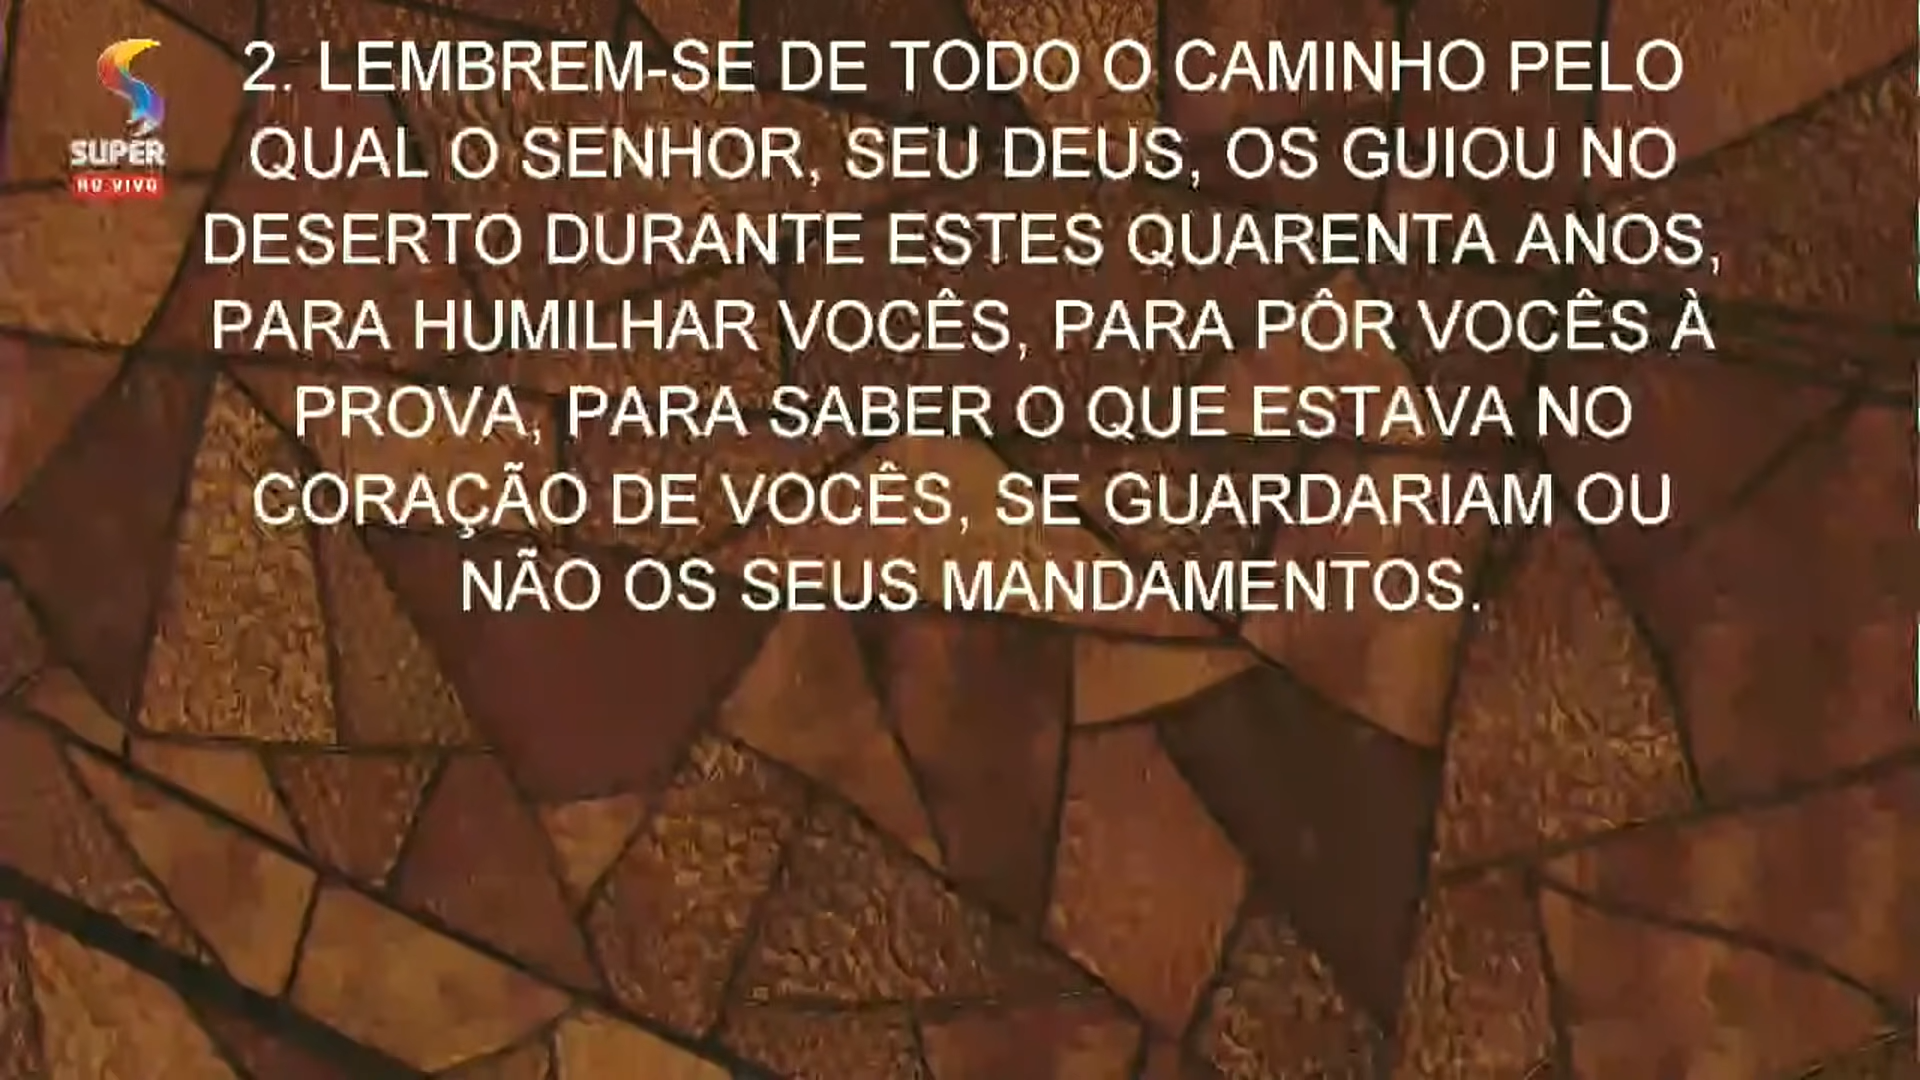 SUPER
AO VIVO
2. LEMBREM-SE DE TODO O CAMINHO PELO
QUAL O SENHOR, SEU DEUS, OS GUIOU NO
DESERTO DURANTE ESTES QUARENTA ANOS,
PARA HUMILHAR VOCÊS, PARA PÔR VOCÊS À
PROVA, PARA SABER O QUE ESTAVA NO
CORAÇÃO DE VOCÊS, SE GUARDARIAM OU
NÃO OS SEUS MANDAMENTOS.